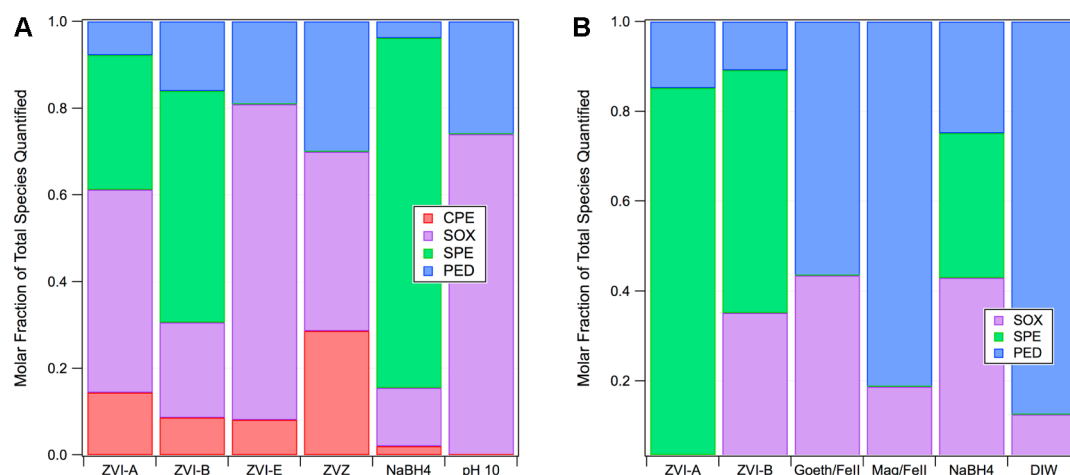 A
Molar Fraction of Total Species Quantified
1.0
0.8
0.6
0.4
0.2
0.0
CPE
SOX
SPE
PED
ZVI-A ZVI-B ZVI-E ZVZ NaBH4 pH 10
B
Molar Fraction of Total Species Quantified
1.0
0.8
0.6
0.4
0.2
SOX
SPE
PED
ZVI-A ZVI-B Goeth/FeII Mag/FeII NaBH4 DIW